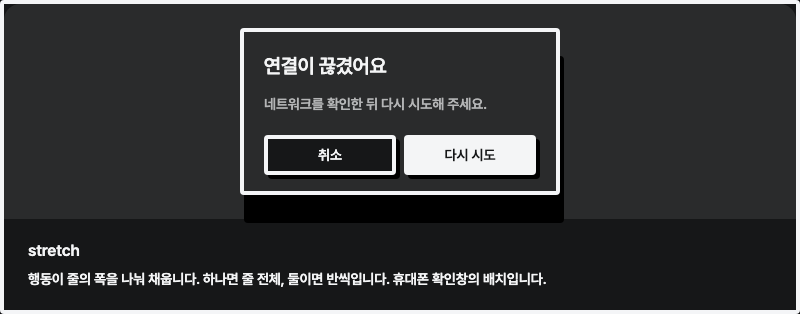 연결이 끊겼어요
네트워크를 확인한 뒤 다시 시도해 주세요.
취소
다시 시도
stretch
행동이 줄의 폭을 나눠 채웁니다. 하나면 줄 전체, 둘이면 반씩입니다. 휴대폰 확인창의 배치입니다.